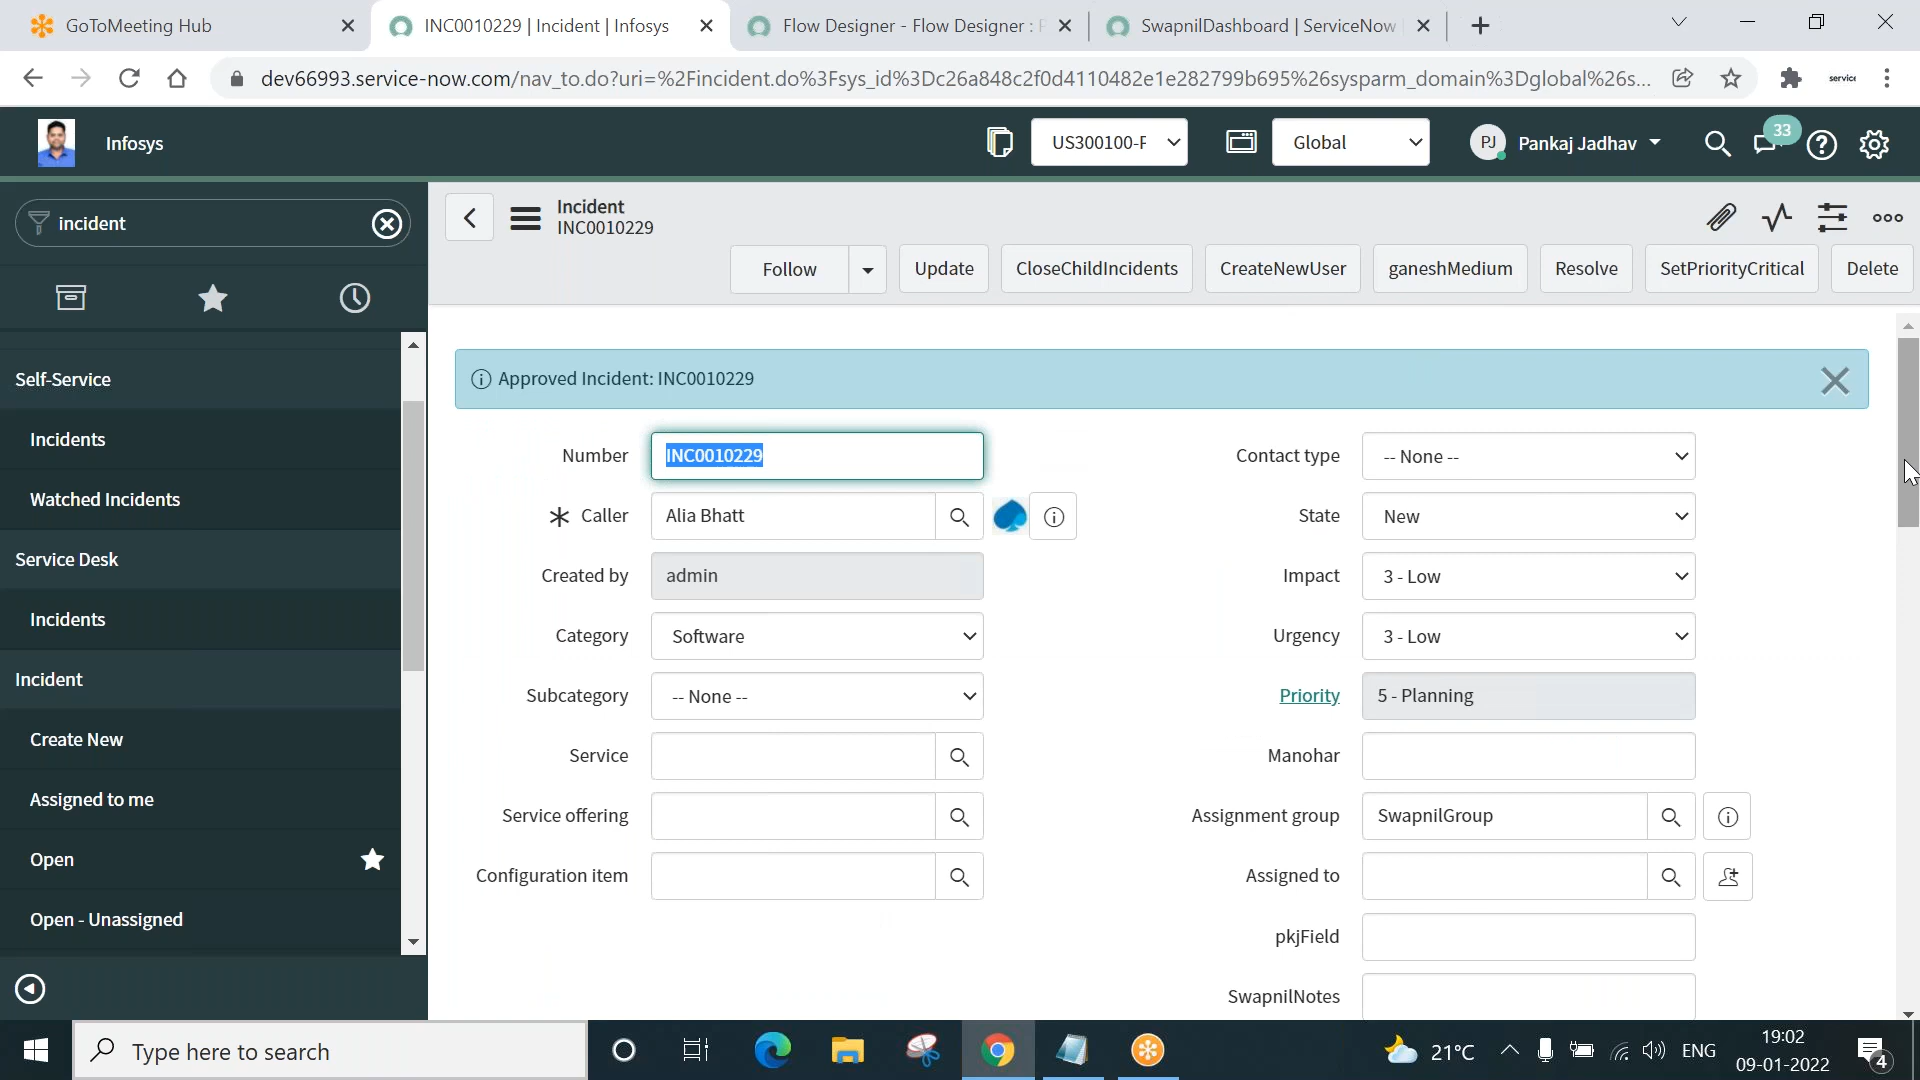 GoToMeeting Hub
INC0010229 | Incident | Infosys
Flow Designer - Flow Designer :
SwapnilDashboard | ServiceNow
dev66993.service-now.com/nav_to.do?uri=%2Fincident.do%3Fsys_id%3Dc26a848c2f0d4110482e1e282799b695%26sysparm_domain%3Dglobal%26s...
service
Infosys
US300100-F
Global
PJ
Pankaj Jadhav
33
incident
Incident
INC0010229
Follow
Update
CloseChildIncidents
CreateNewUser
ganeshMedium
Resolve
SetPriorityCritical
Delete
Self-Service
Incidents
Watched Incidents
Service Desk
Incidents
Incident
Create New
Assigned to me
Open
Open - Unassigned
Approved Incident: INC0010229
Number INC0010229
Caller Alia Bhatt
Created by admin
Category Software
Subcategory -- None --
Service
Service offering
Configuration item
Contact type -- None --
State New
Impact 3 - Low
Urgency 3 - Low
Priority 5 - Planning
Manohar
Assignment group SwapnilGroup
Assigned to
pkjField
SwapnilNotes
Type here to search
21°C
ENG
19:02
09-01-2022
4